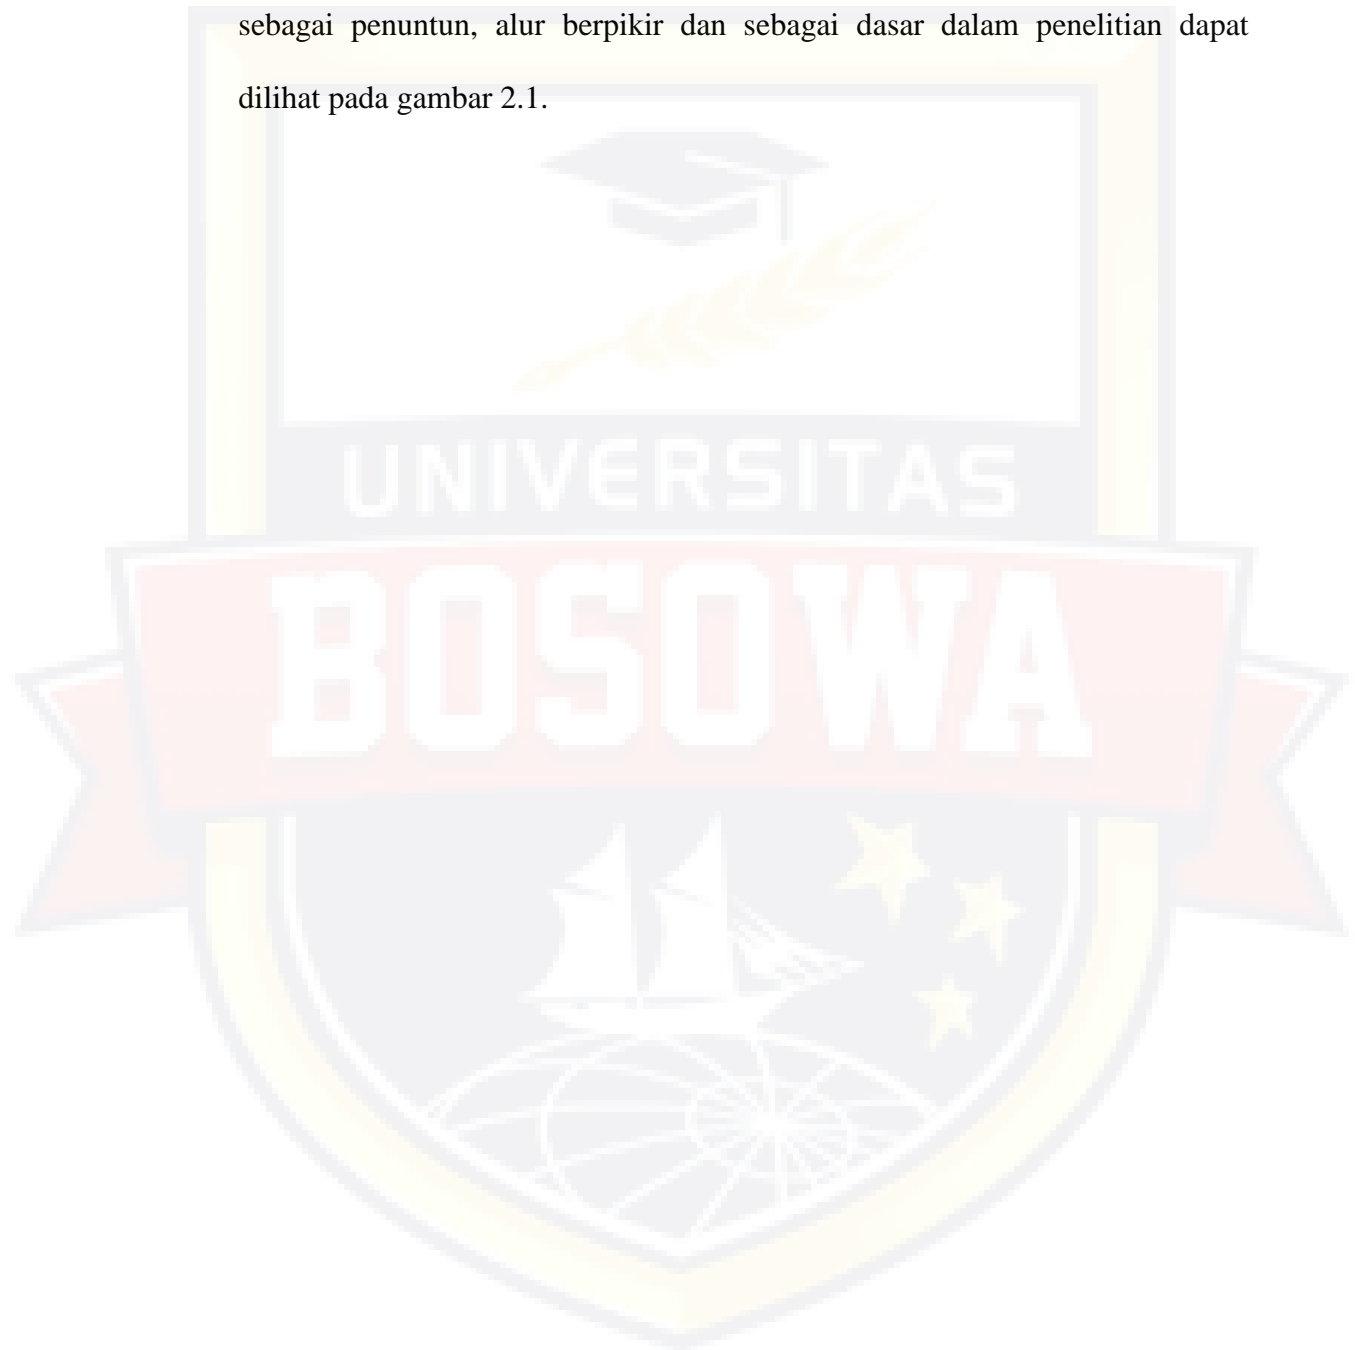 sebagai penuntun, alur berpikir dan sebagai dasar dalam penelitian dapat
dilihat pada gambar 2.1.
UNIVERSITAS
BOSOWA